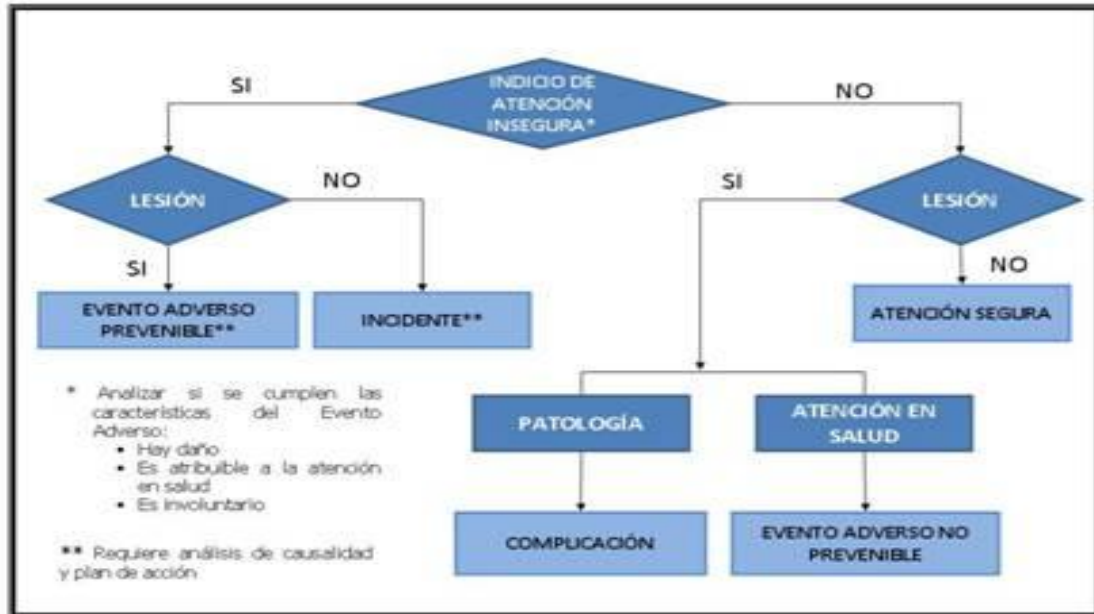 INDICIO DE
ATENCIÓN
INSEGURA*
SI
NO
LESIÓN
NO
SI
LESIÓN
SI
NO
EVENTO ADVERSO
PREVENIBLE**
INCIDENTE**
ATENCIÓN SEGURA
* Analizar si se cumplen las
características del Evento
Adverso:
• Hay daño
• Es atribuible a la atención
en salud
• Es involuntario
PATOLOGÍA
ATENCIÓN EN
SALUD
** Requiere análisis de causalidad
y plan de acción
COMPLICACIÓN
EVENTO ADVERSO NO
PREVENIBLE